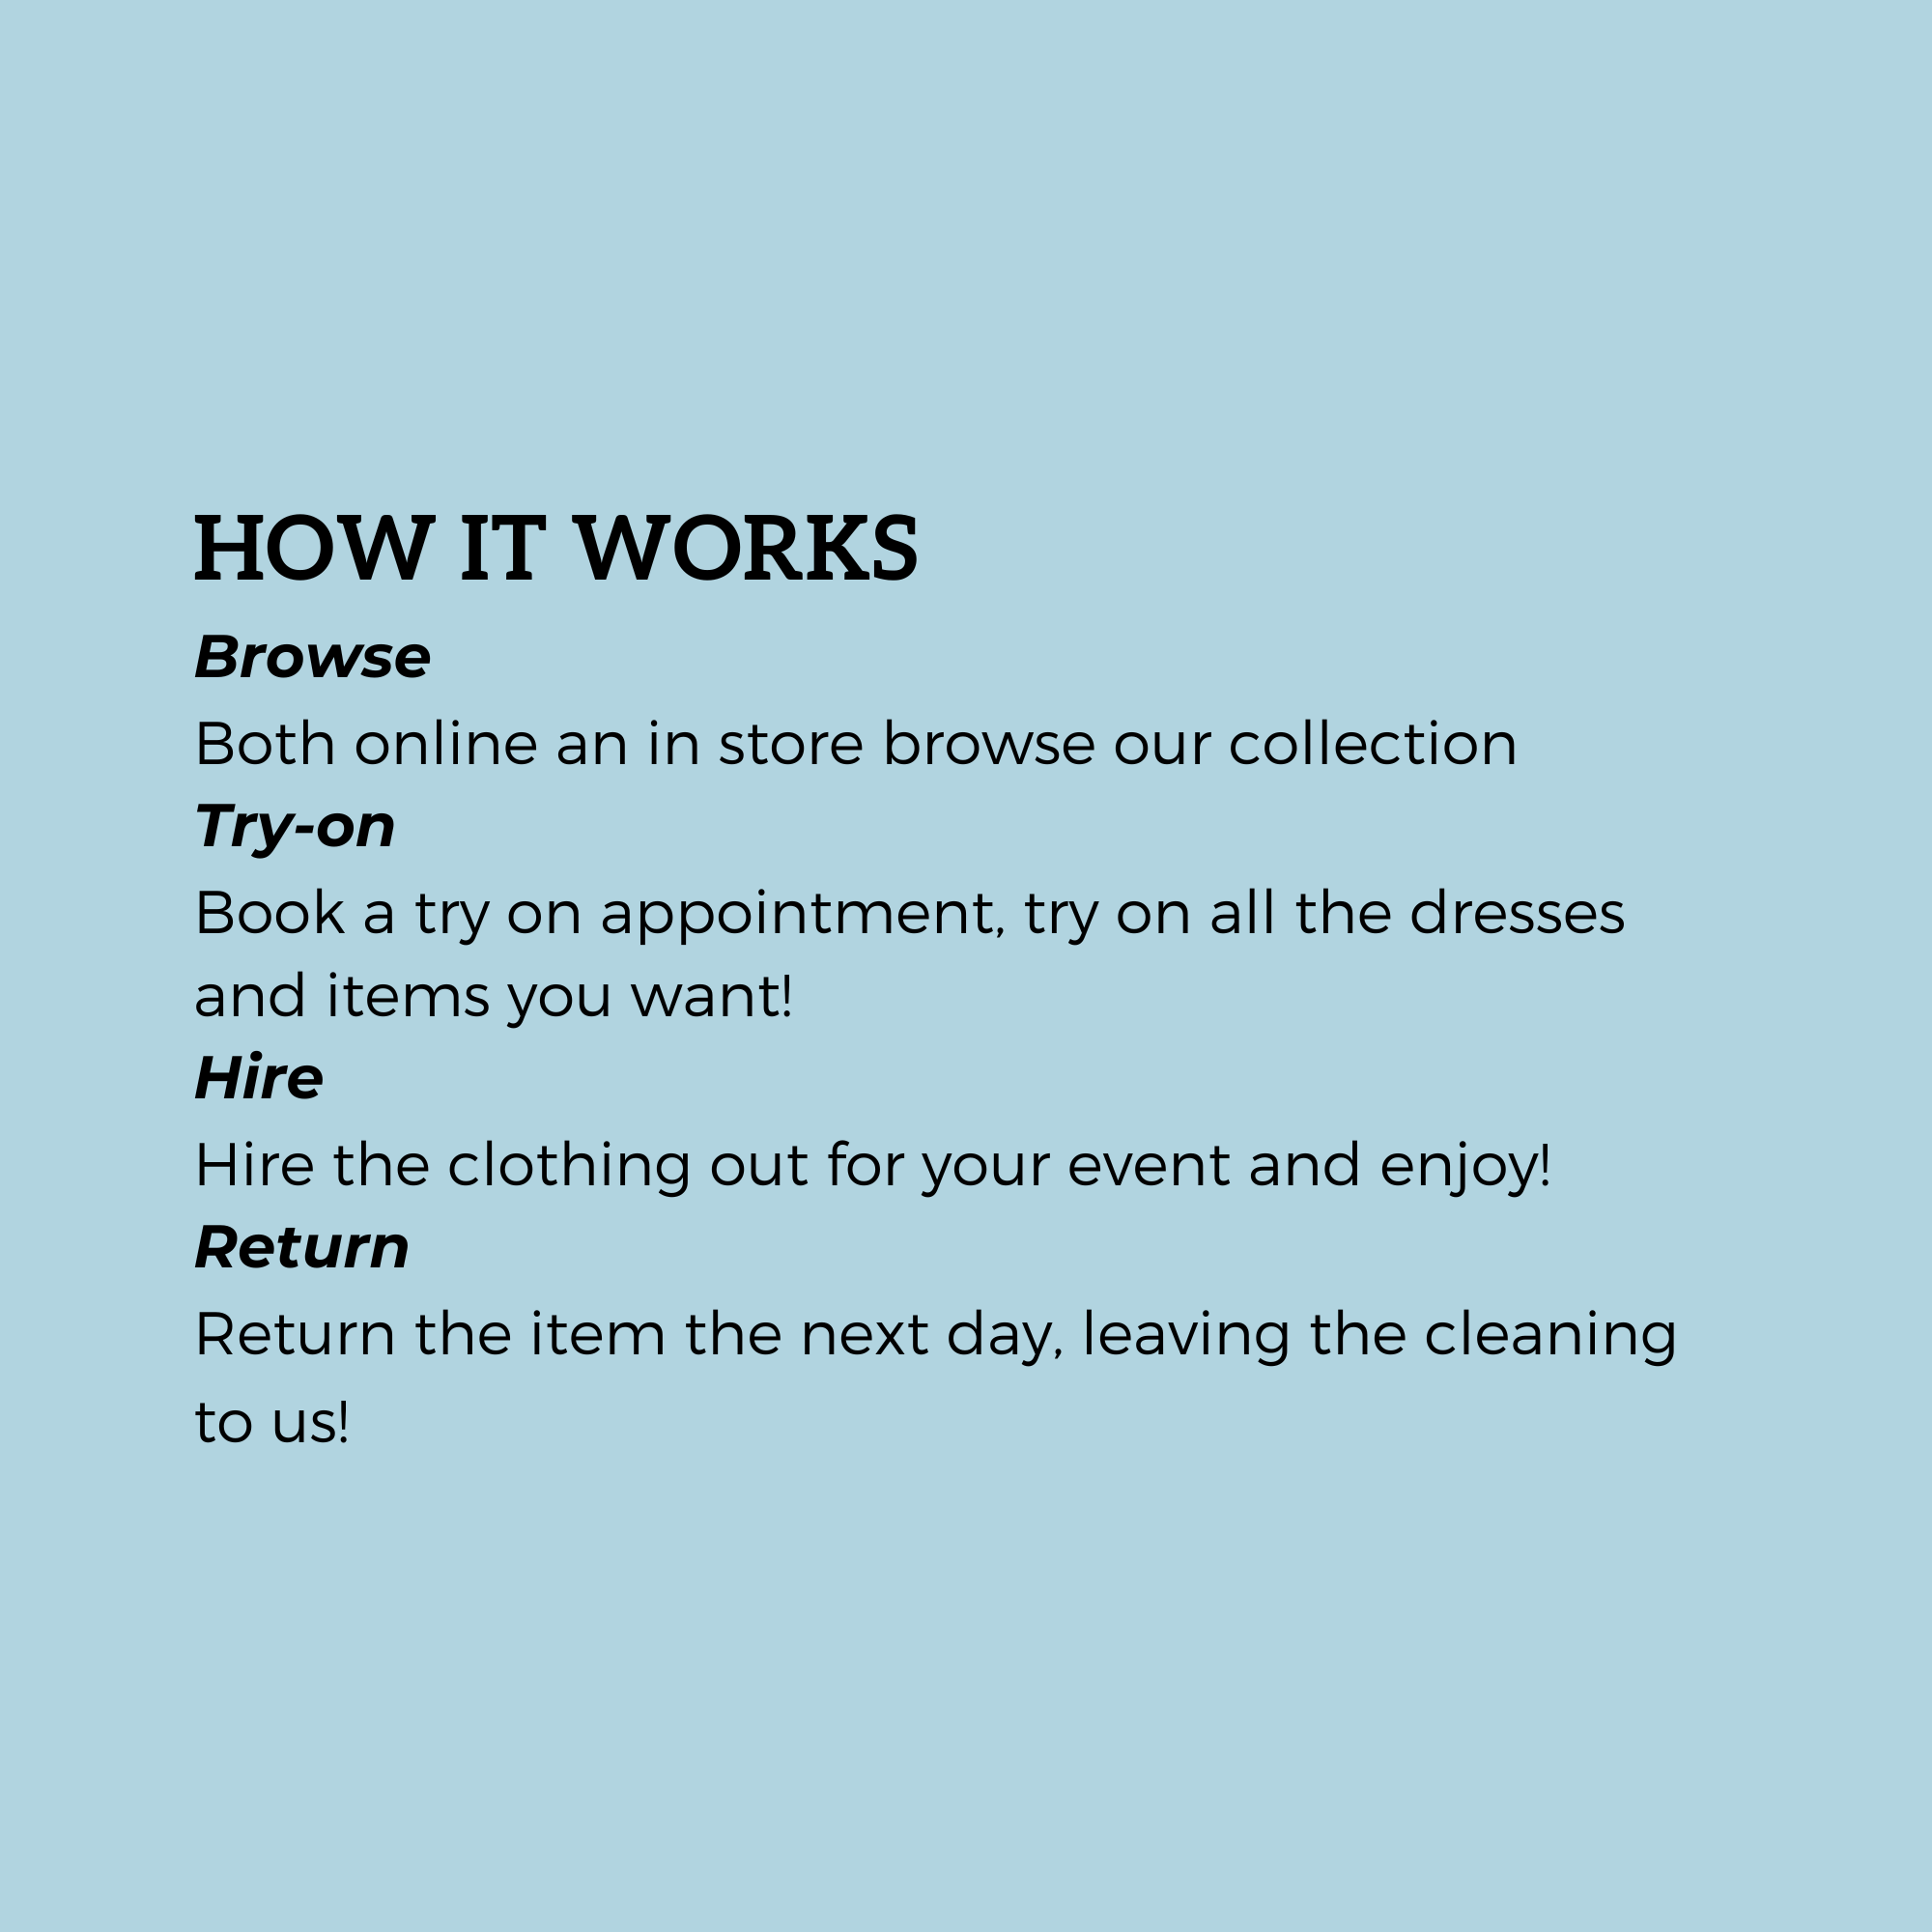 HOW IT WORKS
Browse
Both online an in store browse our collection
Try-on
Book a try on appointment, try on all the dresses
and items you want!
Hire
Hire the clothing out for your event and enjoy!
Return
Return the item the next day, leaving the cleaning
to us!